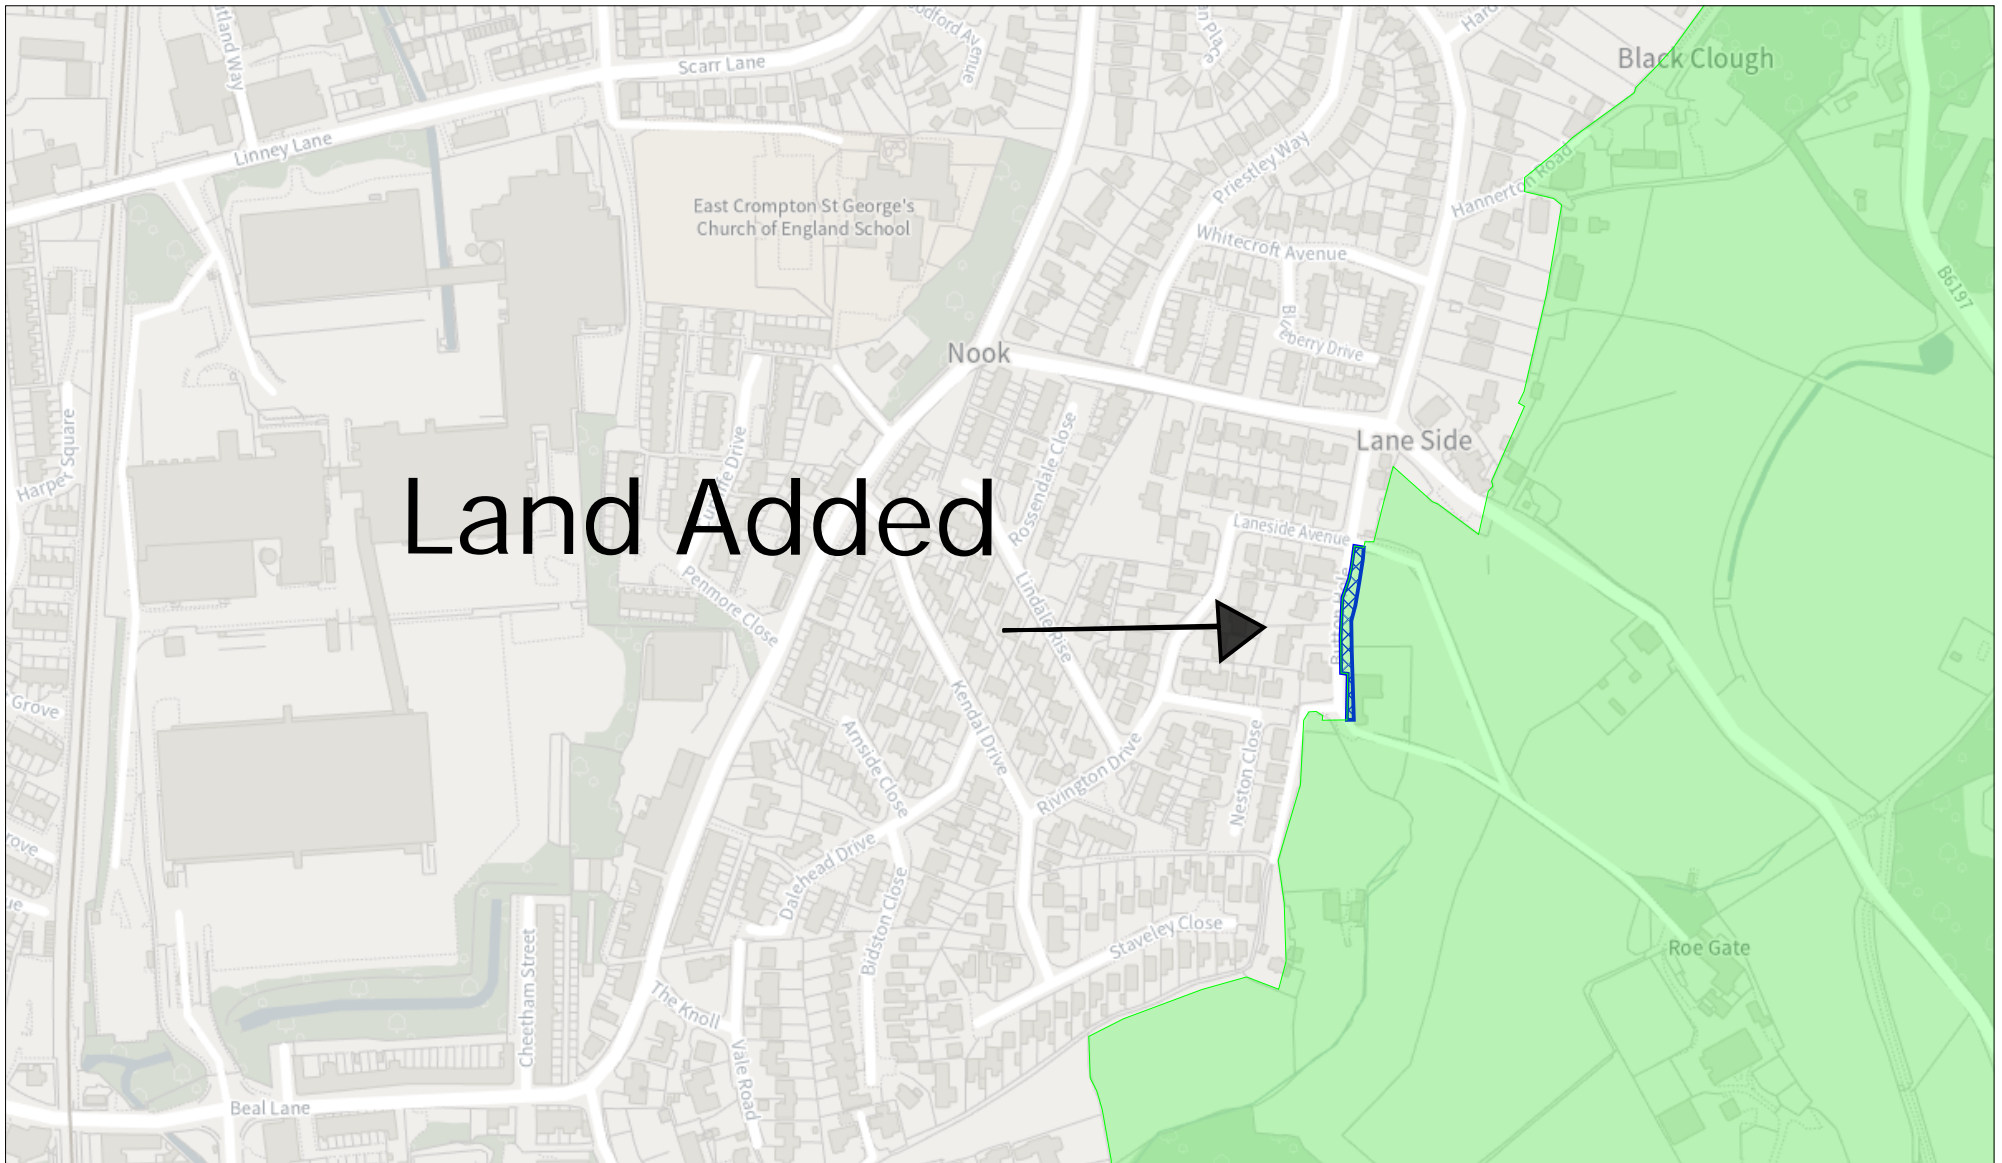 Scarr Lane
Black Clough
Linney Lane
Priestley Way
Hannerton Road
East Crompton St George's
Church of England School
Whitecroft Avenue
B6197
Nook
Lane Side
Harper Square
Rossendale Close
Land Added
Drive
Laneside Avenue
Penmore Close
Lindale Rise
Grove
Kendal Drive
Arnside Close
Rivington Drive
Neston Close
Dalehead Drive
Bidston Close
Staveley Close
Roe Gate
Cheetham Street
The Knoll
Vale Road
Beal Lane